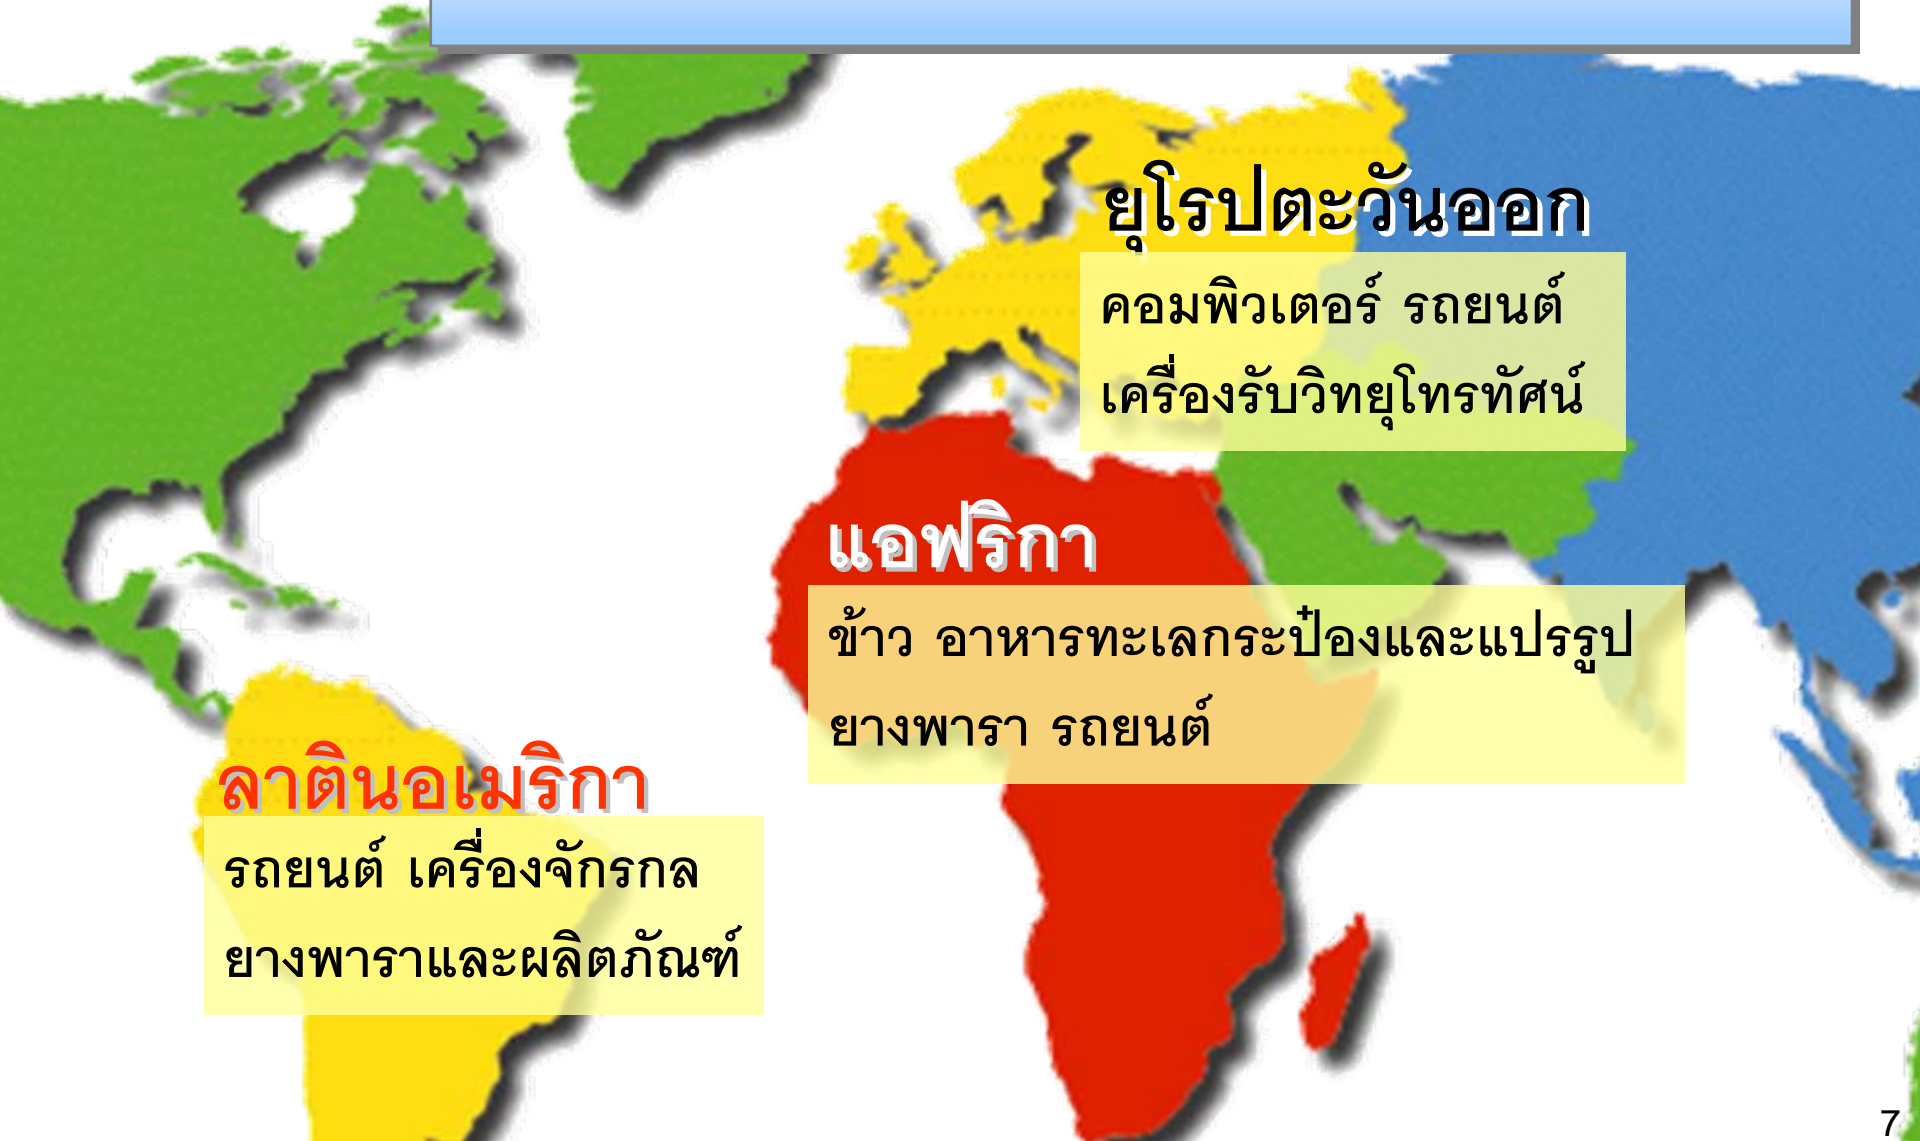 ยุโรปตะวันออก
คอมพิวเตอร์ รถยนต์
เครื่องรับวิทยุโทรทัศน์
แอฟริกา
ข้าว อาหารทะเลกระป๋องและแปรรูป
ยางพารา รถยนต์
ลาตินอเมริกา
รถยนต์ เครื่องจักรกล
ยางพาราและผลิตภัณฑ์
7